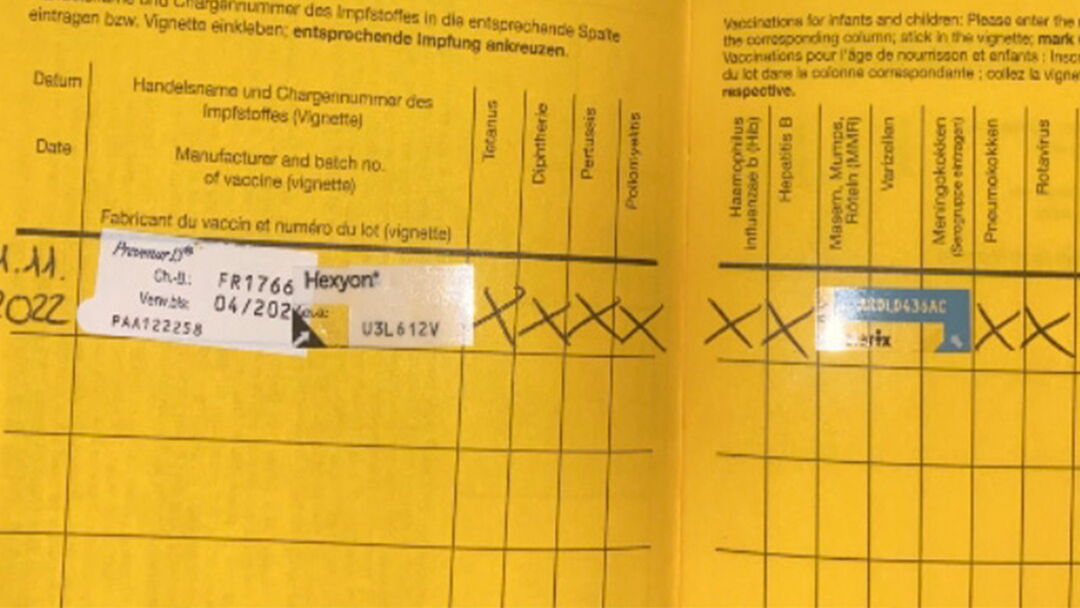 und Chargennummer des Impfstoffes in die entsprechende Spalte
eintragen bzw. Vignette einkleben; entsprechende Impfung ankreuzen.
Datum
Handelsname und Chargennummer des
Impfstoffes (Vignette)
Date
Manufacturer and batch no.
of vaccine (vignette)
Fabricant du vaccin et numéro du lot (vignette)
Tetanus
Diphtherie
Pertussis
Poliomyelitis
.11.
2022
Prevenar 13®
Ch.-B.: FR1766
Verw.bis: 04/202
PAA122258
Hexyon®
U3L612V
X X X X
Vaccinations for infants and children: Please enter the
the corresponding column; stick in the vignette; mark
Vaccinations pour l'âge de nourrisson et enfants :
du lot dans la colonne correspondante ; collez la
respective.
Haemophilus
influenzae b (Hib)
Hepatitis B
Masern, Mumps,
Röteln (MMR)
Varizellen
Meningokokken
(Serogruppe eintragen)
Pneumokokken
Rotavirus
X X
X X